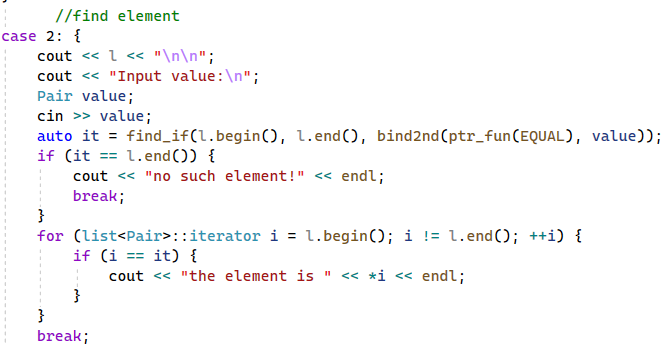 //find element
case 2: {
cout << l << "\n\n";
cout << "Input value:\n";
Pair value;
cin >> value;
auto it = find_if(l.begin(), l.end(), bind2nd(ptr_fun(EQUAL), value));
if (it == l.end()) {
cout << "no such element!" << endl;
break;
}
for (list<Pair>::iterator i = l.begin(); i != l.end(); ++i) {
if (i == it) {
cout << "the element is " << *i << endl;
}
}
break;